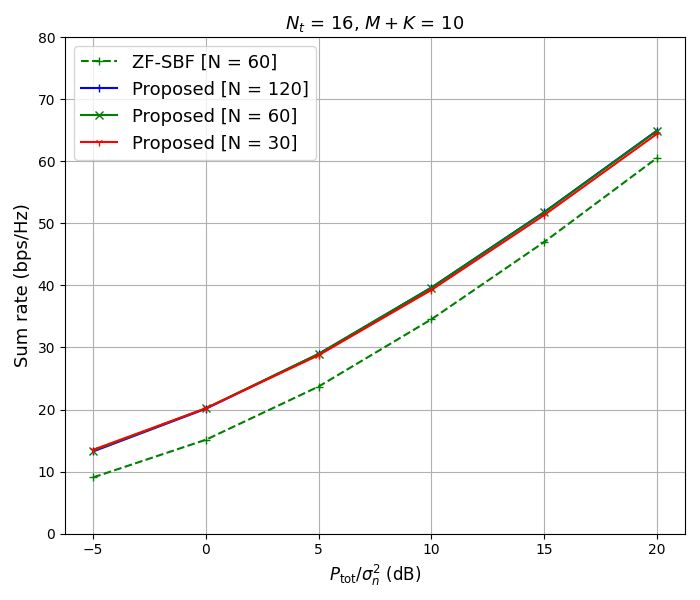 N_t = 16, M + K = 10
ZF-SBF [N = 60]
Proposed [N = 120]
Proposed [N = 60]
Proposed [N = 30]
Sum rate (bps/Hz)
80
70
60
50
40
30
20
10
0
−5 0 5 10 15 20
P_tot/σ_n^2 (dB)